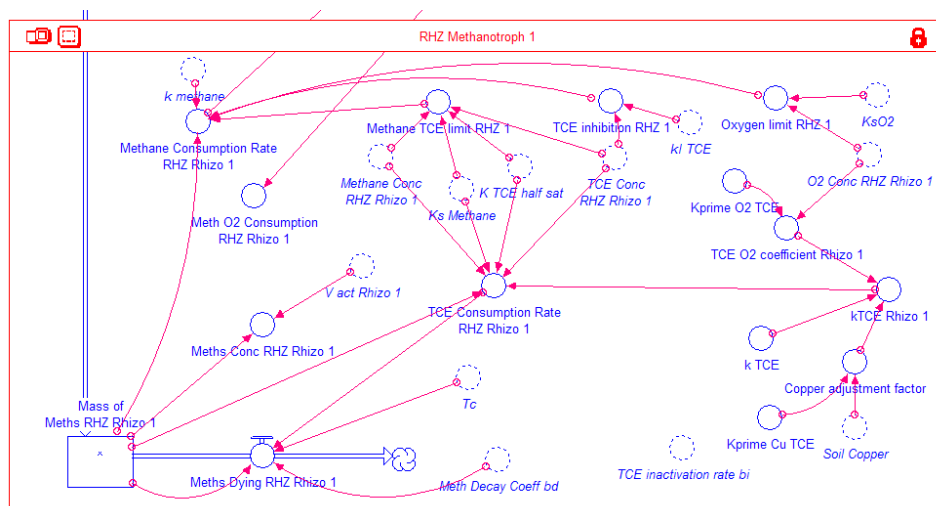 RHZ Methanotroph 1
k methane
Methane Consumption Rate
RHZ Rhizo 1
Methane TCE limit RHZ 1
TCE inhibition RHZ 1
kI TCE
Oxygen limit RHZ 1
KsO2
Methane Conc
RHZ Rhizo 1
K TCE half sat
Ks Methane
TCE Conc
RHZ Rhizo 1
O2 Conc RHZ Rhizo 1
Meth O2 Consumption
RHZ Rhizo 1
Kprime O2 TCE
TCE O2 coefficient Rhizo 1
V act Rhizo 1
TCE Consumption Rate
RHZ Rhizo 1
kTCE Rhizo 1
Meths Conc RHZ Rhizo 1
k TCE
Copper adjustment factor
Mass of
Meths RHZ Rhizo 1
Tc
Kprime Cu TCE
Soil Copper
Meths Dying RHZ Rhizo 1
Meth Decay Coeff bd
TCE inactivation rate bi